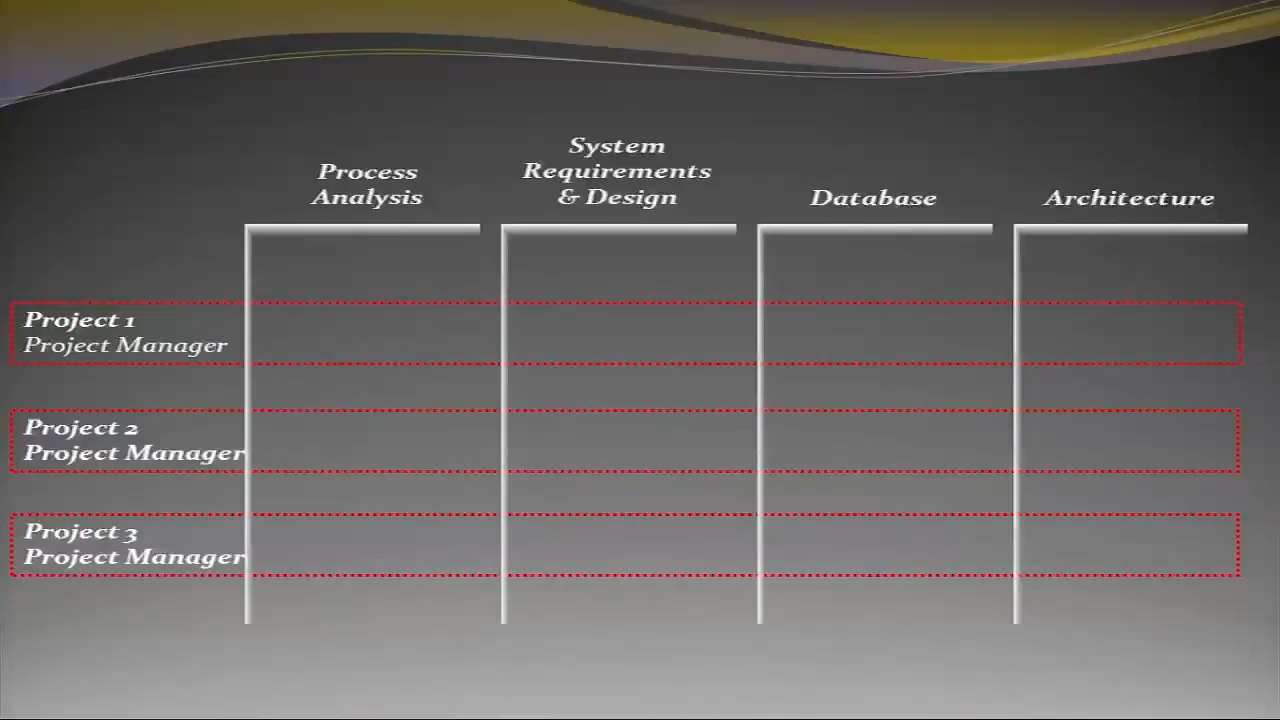 Process
Analysis
System
Requirements
& Design
Database
Architecture
Project 1
Project Manager
Project 2
Project Manager
Project 3
Project Manager